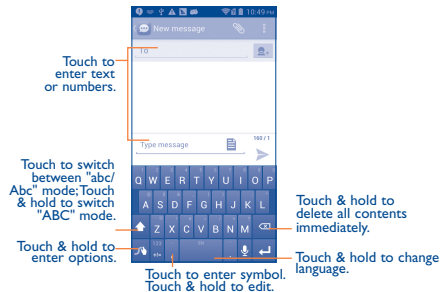 10:49 PM
New message
To
Touch to
enter text
or numbers.
160/1
Type message
Touch to switch
between "abc/
Abc" mode;Touch
& hold to switch
"ABC" mode.
Q W E R T Y U I O P
A S D F G H J K L
Z X C V B N M
Touch & hold to
delete all contents
immediately.
Touch & hold to
enter options.
123
Touch & hold to change
language.
Touch to enter symbol.
Touch & hold to edit.